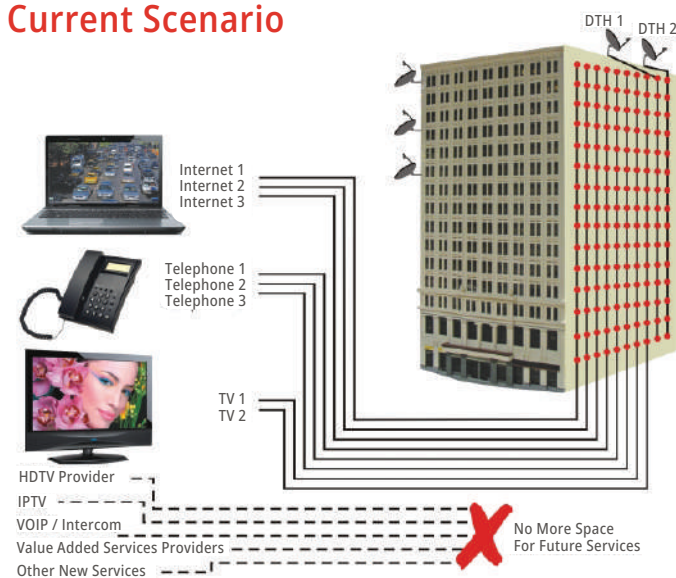 Current Scenario
DTH 1
DTH 2
Internet 1
Internet 2
Internet 3
Telephone 1
Telephone 2
Telephone 3
TV 1
TV 2
HDTV Provider
IPTV
VOIP / Intercom
Value Added Services Providers
Other New Services
No More Space
For Future Services